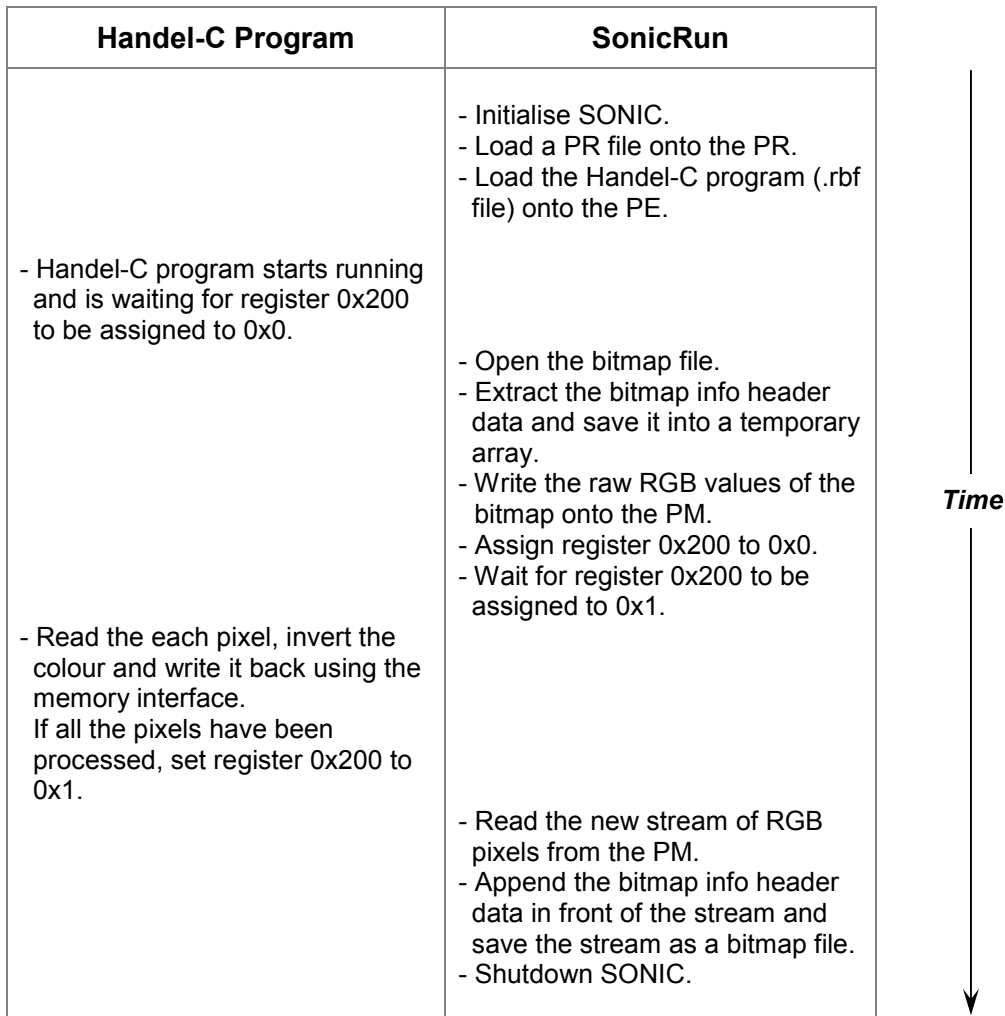 Handel-C Program
SonicRun
- Initialise SONIC.
- Load a PR file onto the PR.
- Load the Handel-C program (.rbf
file) onto the PE.
- Handel-C program starts running
and is waiting for register 0x200
to be assigned to 0x0.
- Open the bitmap file.
- Extract the bitmap info header
data and save it into a temporary
array.
- Write the raw RGB values of the
bitmap onto the PM.
- Assign register 0x200 to 0x0.
- Wait for register 0x200 to be
assigned to 0x1.
Time
- Read the each pixel, invert the
colour and write it back using the
memory interface.
If all the pixels have been
processed, set register 0x200 to
0x1.
- Read the new stream of RGB
pixels from the PM.
- Append the bitmap info header
data in front of the stream and
save the stream as a bitmap file.
- Shutdown SONIC.